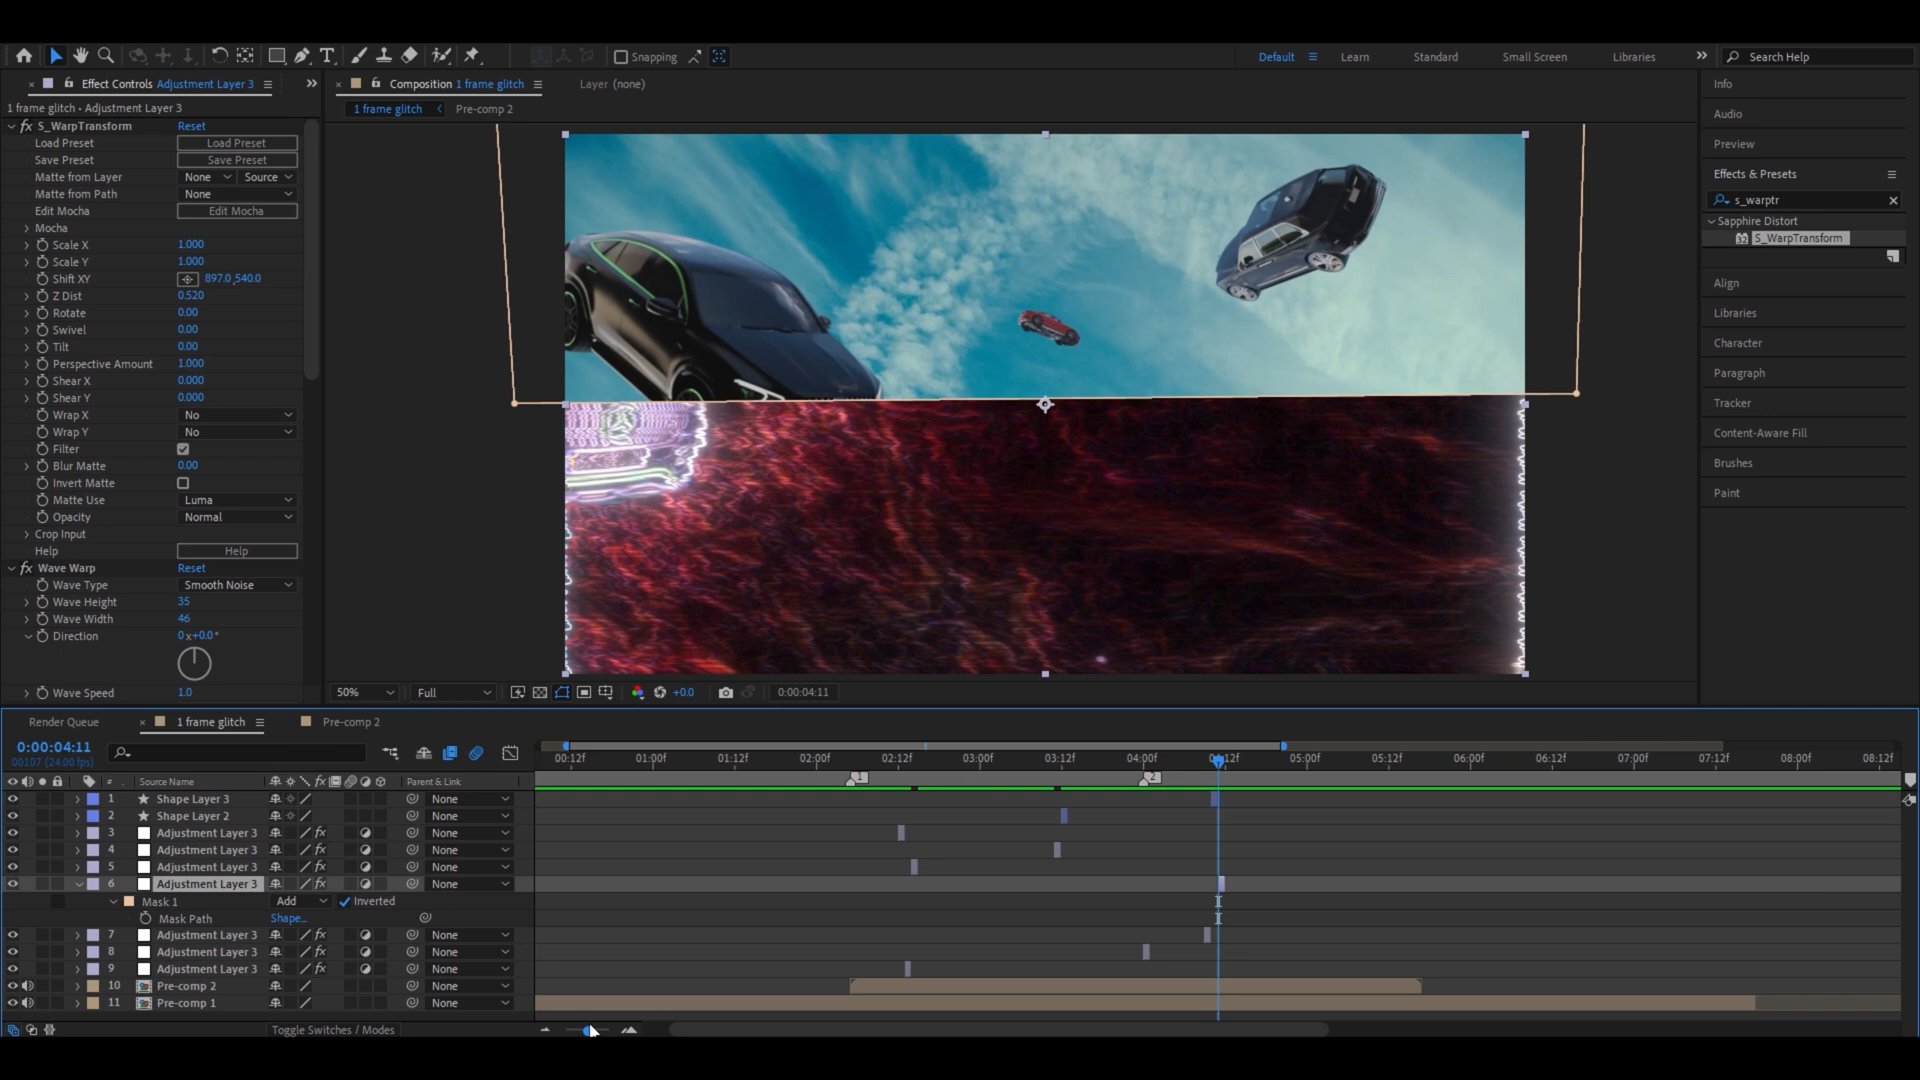 Snapping
Default
Learn
Standard
Small Screen
Libraries
Search Help
Effect Controls Adjustment Layer 3
Composition 1 frame glitch
Layer (none)
Info
1 frame glitch • Adjustment Layer 3
1 frame glitch
Pre-comp 2
Audio
S_WarpTransform Reset
Load Preset Load Preset
Preview
Save Preset Save Preset
Matte from Layer None Source
Effects & Presets
Matte from Path None
s_warptr
Edit Mocha Edit Mocha
Sapphire Distort
Mocha
S_WarpTransform
Scale X 1.000
Scale Y 1.000
Shift XY 897.0,540.0
Align
Z Dist 0.520
Rotate 0.00
Libraries
Swivel 0.00
Tilt 0.00
Character
Perspective Amount 1.000
Paragraph
Shear X 0.000
Shear Y 0.000
Tracker
Wrap X No
Wrap Y No
Content-Aware Fill
Filter
Blur Matte 0.00
Brushes
Invert Matte
Matte Use Luma
Paint
Opacity Normal
Crop Input
Help Help
Wave Warp Reset
Wave Type Smooth Noise
Wave Height 35
Wave Width 46
Direction 0x+0.0°
Wave Speed 1.0
50% Full +0.0 0:00:04:11
Render Queue 1 frame glitch Pre-comp 2
0:00:04:11
00107 (24.00 fps)
00:12f 01:00f 01:12f 02:00f 02:12f 03:00f 03:12f 04:00f 05:00f 05:12f 06:00f 06:12f 07:00f 07:12f 08:00f 08:12f
# Source Name Parent & Link
1 2
1 Shape Layer 3 None
2 Shape Layer 2 None
3 Adjustment Layer 3 None
4 Adjustment Layer 3 None
5 Adjustment Layer 3 None
6 Adjustment Layer 3 None
Mask 1 Add Inverted
Mask Path Shape...
7 Adjustment Layer 3 None
8 Adjustment Layer 3 None
9 Adjustment Layer 3 None
10 Pre-comp 2 None
11 Pre-comp 1 None
Toggle Switches / Modes